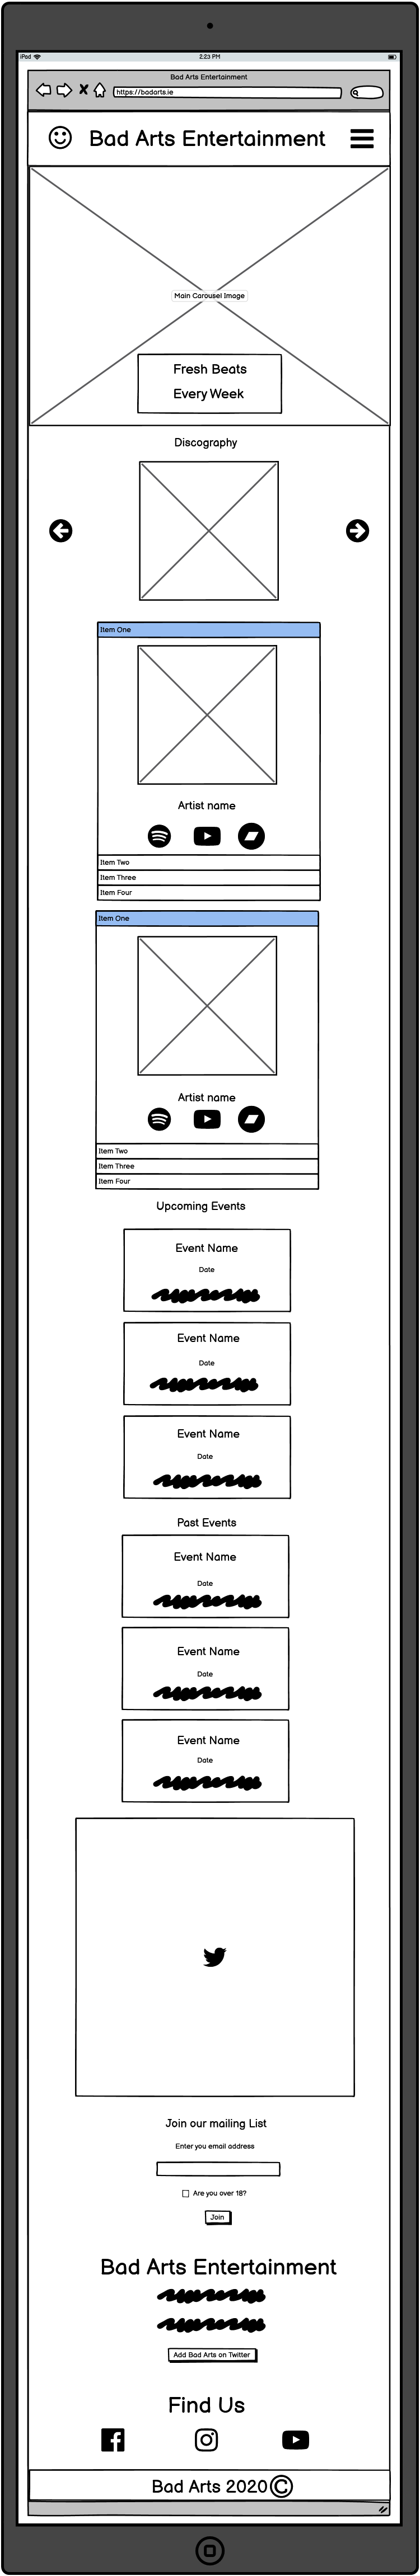 iPod
2:23 PM
Bad Arts Entertainment
https://badarts.ie
Bad Arts Entertainment
Main Carousel Image
Fresh Beats
Every Week
Discography
Item One
Artist name
Item Two
Item Three
Item Four
Item One
Artist name
Item Two
Item Three
Item Four
Upcoming Events
Event Name
Date
Event Name
Date
Event Name
Date
Past Events
Event Name
Date
Event Name
Date
Event Name
Date
Join our mailing List
Enter you email address
Are you over 18?
Join
Bad Arts Entertainment
Add Bad Arts on Twitter
Find Us
Bad Arts 2020 ©